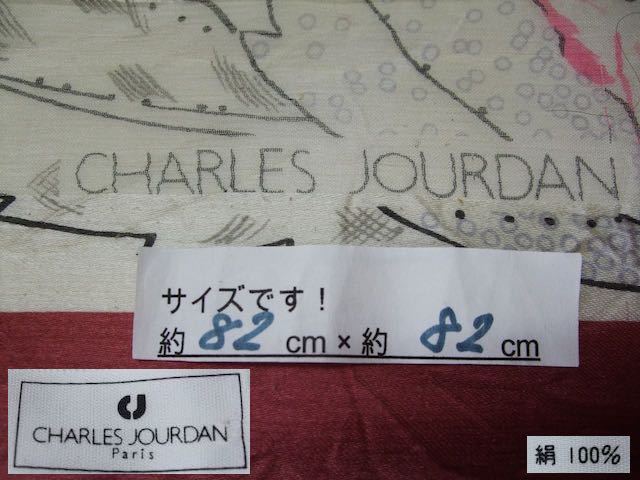 CHARLES JOURDAN
サイズです！
約 82 cm × 約 82 cm
CHARLES JOURDAN
Paris
絹 100%